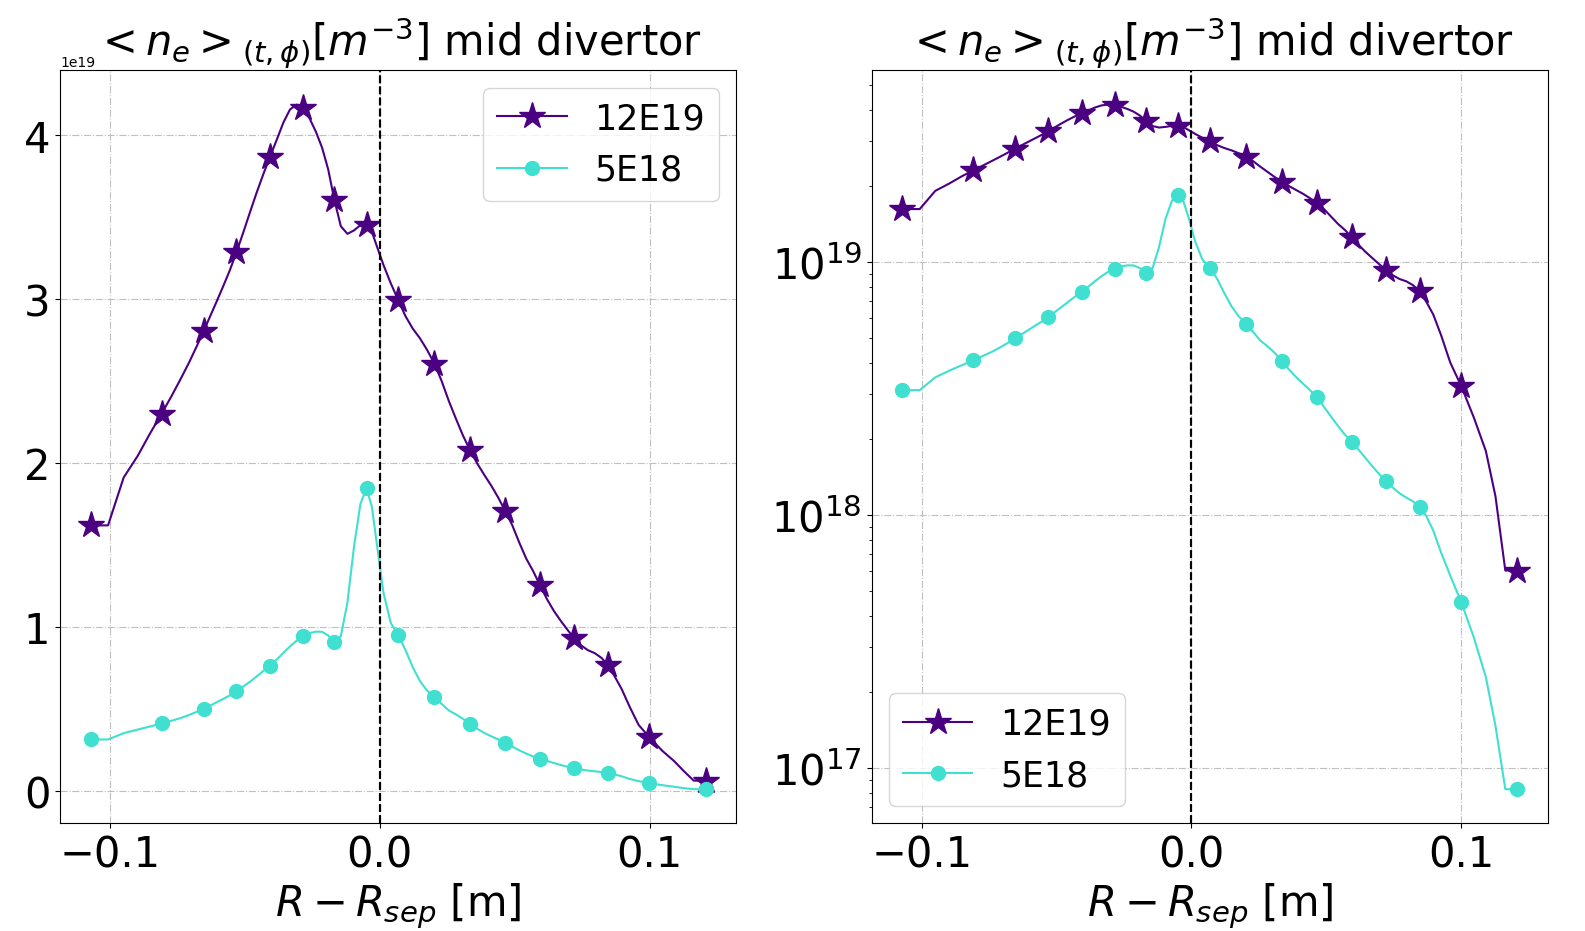 <n_e>_(t,ϕ)[m^−3] mid divertor
1e19
12E19
5E18
4
3
2
1
0
−0.1
0.0
0.1
R − R_sep [m]
<n_e>_(t,ϕ)[m^−3] mid divertor
10^19
10^18
10^17
12E19
5E18
−0.1
0.0
0.1
R − R_sep [m]